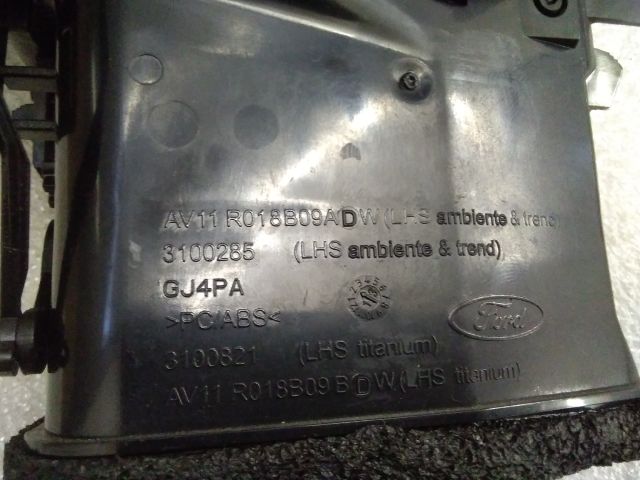 AV11 R018B09ADW (LHS ambiente & trend)
3100285 (LHS ambiente & trend)
GJ4PA
>PC/ABS<
Ford
3100821 (LHS titanium)
AV11 R018B09 BDW (LHS titanium)